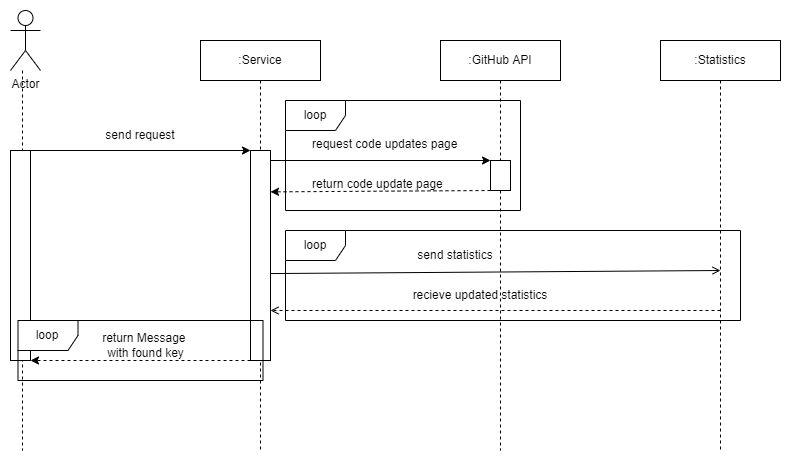 Actor
:Service
:GitHub API
:Statistics
loop
send request
request code updates page
return code update page
loop
send statistics
recieve updated statistics
loop
return Message
with found key